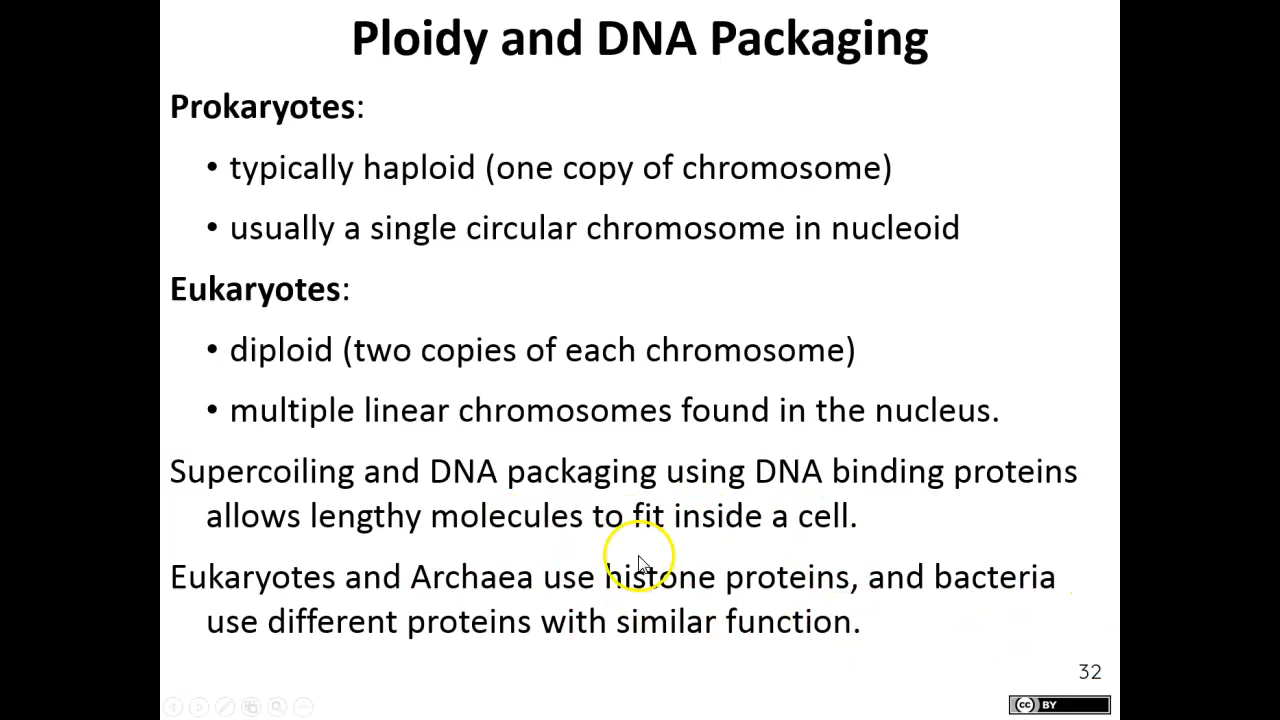 Ploidy and DNA Packaging
Prokaryotes:
• typically haploid (one copy of chromosome)
• usually a single circular chromosome in nucleoid
Eukaryotes:
• diploid (two copies of each chromosome)
• multiple linear chromosomes found in the nucleus.
Supercoiling and DNA packaging using DNA binding proteins
allows lengthy molecules to fit inside a cell.
Eukaryotes and Archaea use histone proteins, and bacteria
use different proteins with similar function.
32
cc BY